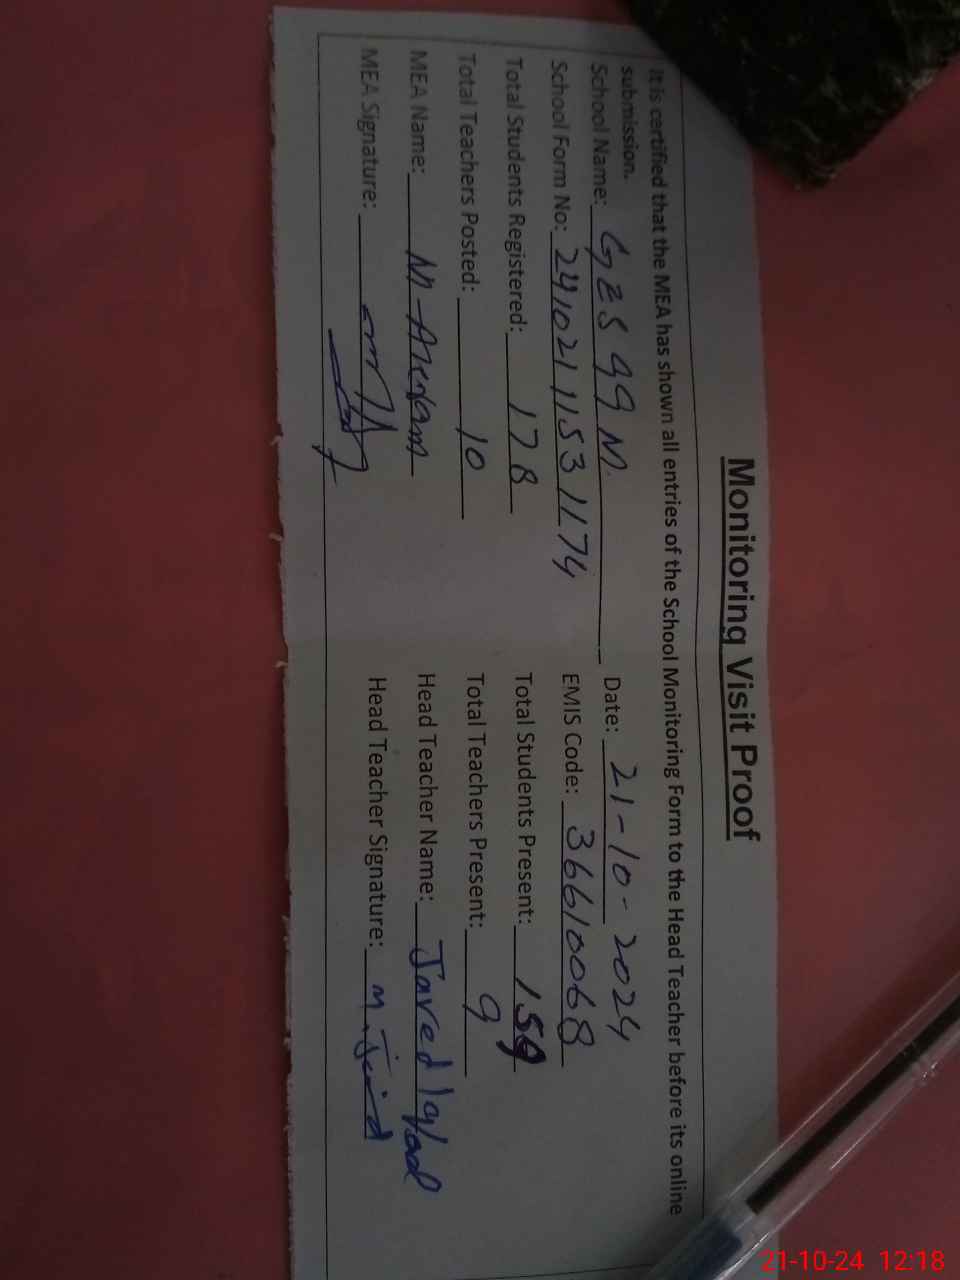 Monitoring Visit Proof
It is certified that the MEA has shown all entries of the School Monitoring Form to the Head Teacher before its online
submission.
School Name: GES 99 M. Date: 21-10-2024
School Form No: 2410211531174 EMIS Code: 36610068
Total Students Registered: 178 Total Students Present: 159
Total Teachers Posted: 10 Total Teachers Present: 9
MEA Name: M-Akram Head Teacher Name: Javed Iqbal
MEA Signature: Head Teacher Signature: M.
21-10-24 12:18